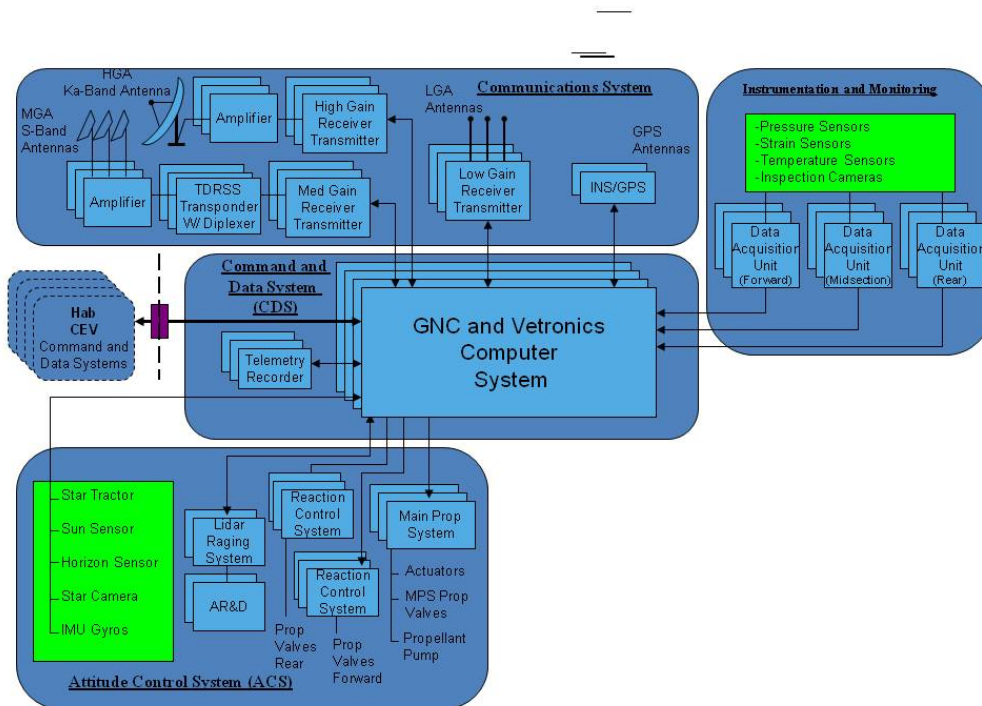 HGA
Ka-Band Antenna
MGA
S-Band
Antennas
Amplifier
High Gain
Receiver
Transmitter
Amplifier
TDRSS
Transponder
W/ Diplexer
Med Gain
Receiver
Transmitter
LGA
Antennas
Communications System
Low Gain
Receiver
Transmitter
GPS
Antennas
INS/GPS
Instrumentation and Monitoring
-Pressure Sensors
-Strain Sensors
-Temperature Sensors
-Inspection Cameras
Data
Acquisition
Unit
(Forward)
Data
Acquisition
Unit
(Midsection)
Data
Acquisition
Unit
(Rear)
Hab
CEV
Command and
Data Systems
Command and
Data System
(CDS)
Telemetry
Recorder
GNC and Vetronics
Computer
System
Star Tractor
Sun Sensor
Horizon Sensor
Star Camera
IMU Gyros
Lidar
Raging
System
AR&D
Reaction
Control
System
Prop
Valves
Rear
Reaction
Control
System
Prop
Valves
Forward
Main Prop
System
Actuators
MPS Prop
Valves
Propellant
Pump
Attitude Control System (ACS)